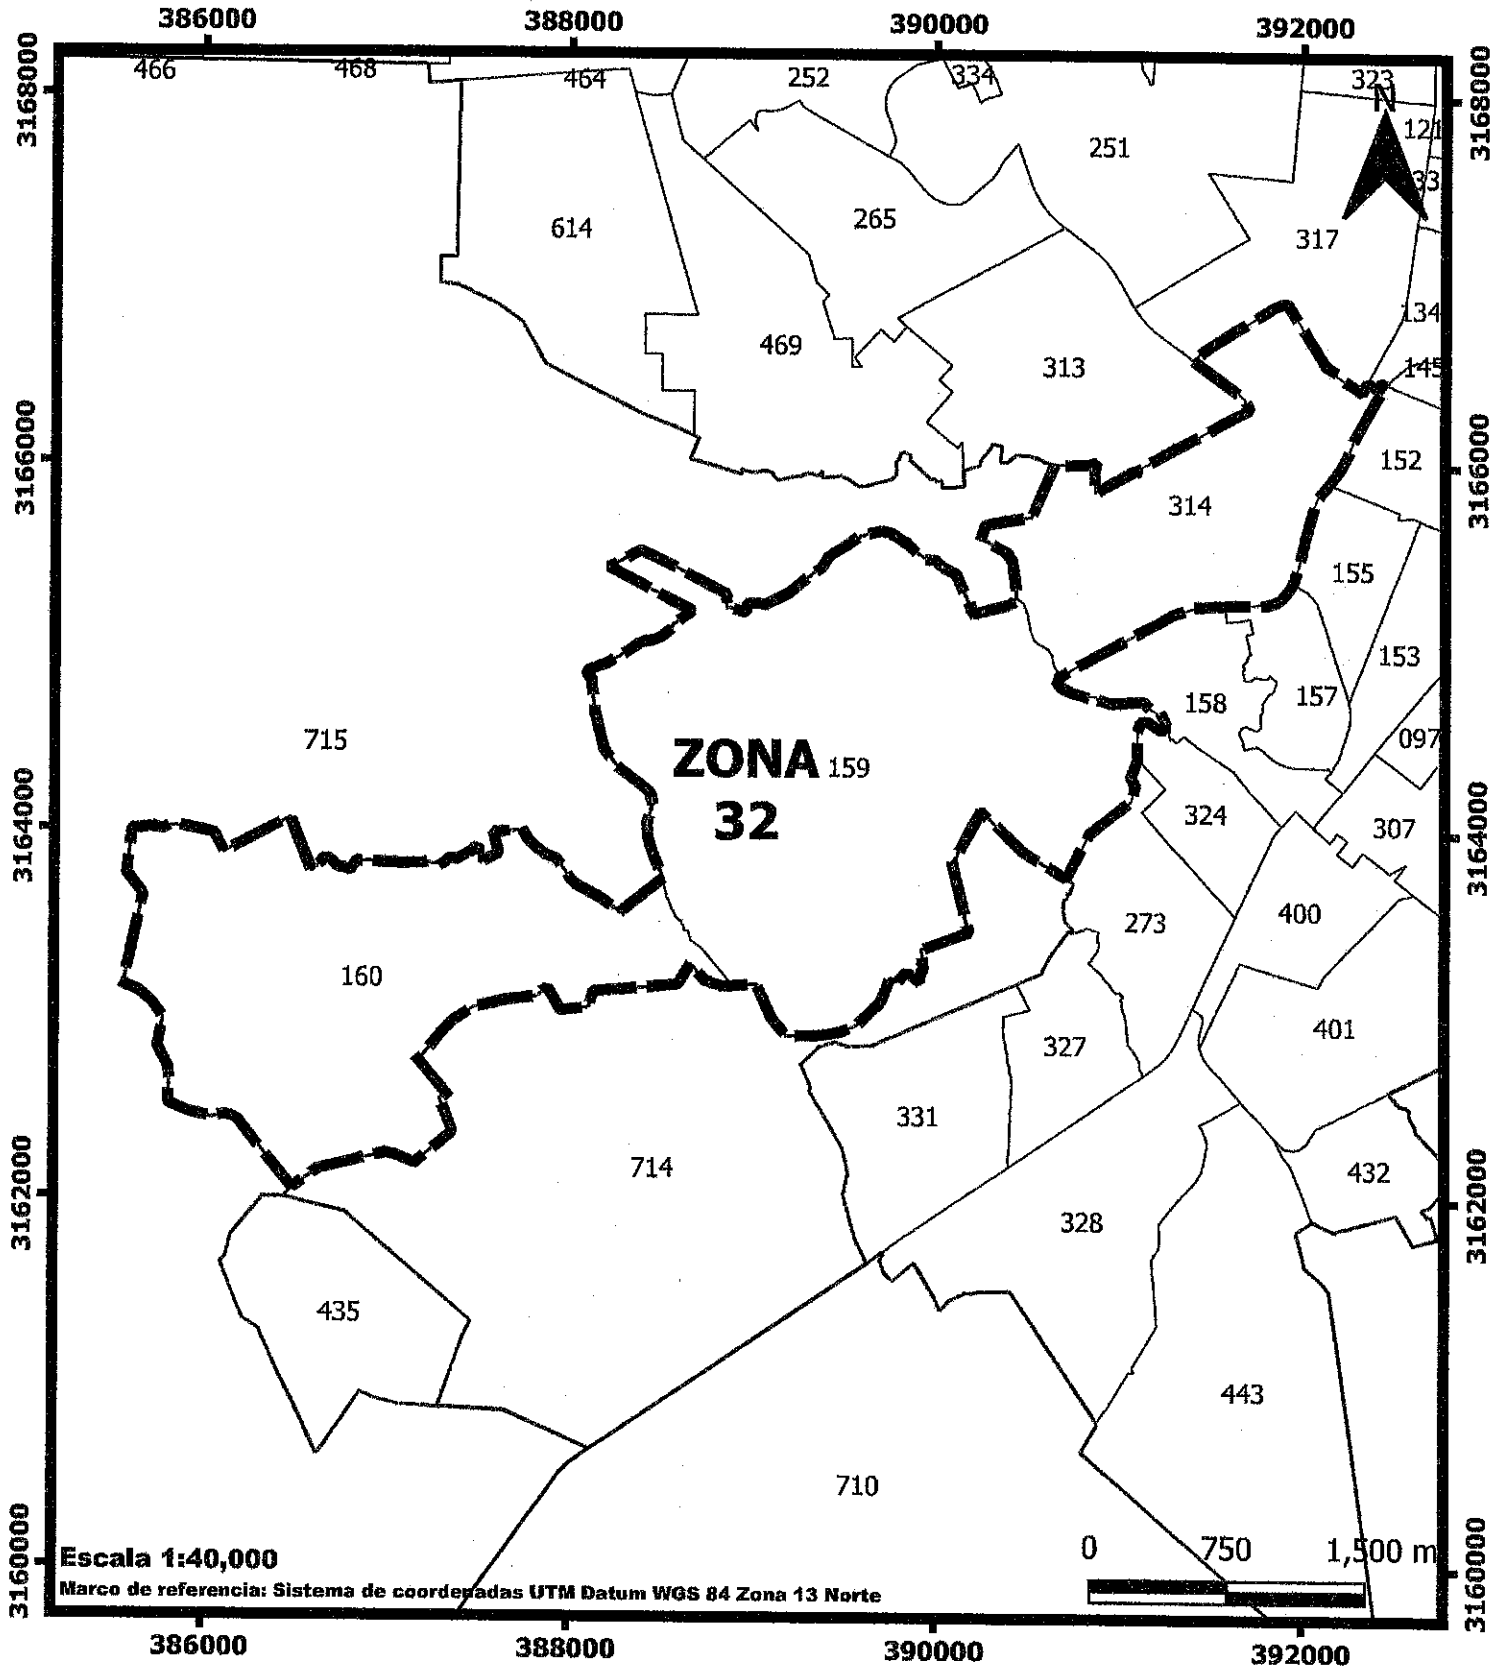 386000 388000 390000 392000
3168000 3168000
466 468 464 252 334 323
N
121
251
33
614 265 317
134
469 313 145
3166000 3166000
152
314
155
153
158 157
715 097
ZONA 159
32
3164000 3164000
324 307
273 400
160
401
327
331
714 432
3162000 3162000
328
435
443
710
0 750 1,500 m
Escala 1:40,000
Marco de referencia: Sistema de coordenadas UTM Datum WGS 84 Zona 13 Norte
3160000 3160000
386000 388000 390000 392000